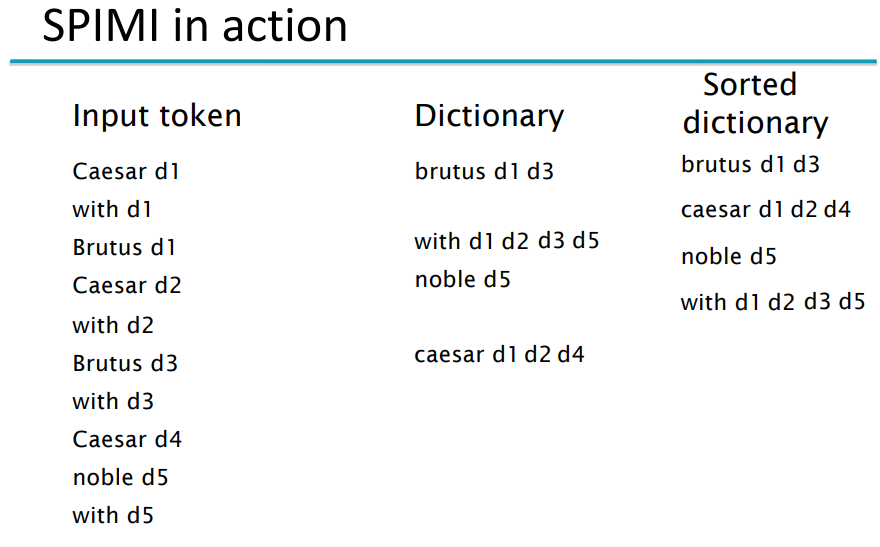 SPIMI in action
Input token
Caesar d1
with d1
Brutus d1
Caesar d2
with d2
Brutus d3
with d3
Caesar d4
noble d5
with d5
Dictionary
brutus d1 d3
with d1 d2 d3 d5
noble d5
caesar d1 d2 d4
Sorted
dictionary
brutus d1 d3
caesar d1 d2 d4
noble d5
with d1 d2 d3 d5